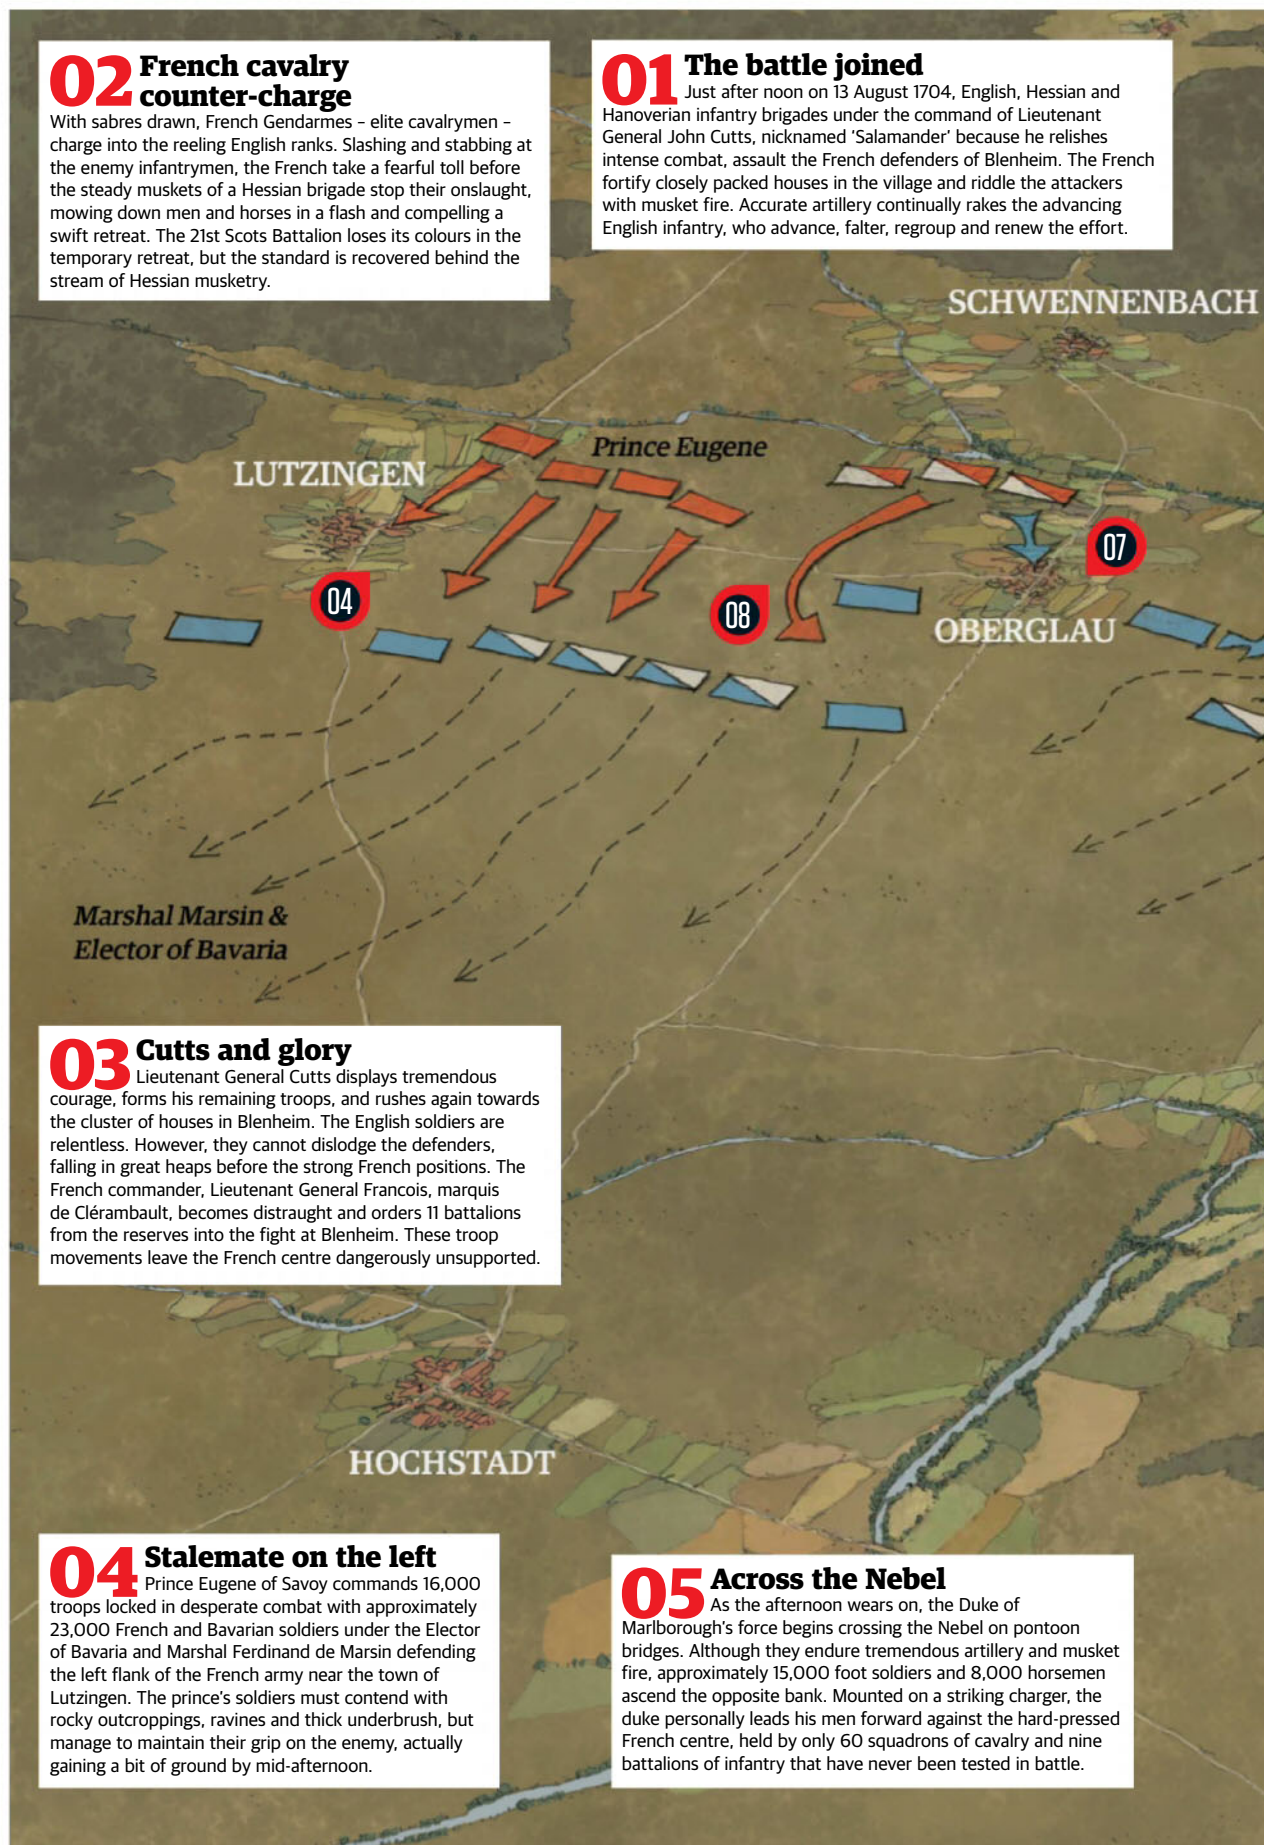 02 French cavalry
counter-charge
With sabres drawn, French Gendarmes – elite cavalrymen –
charge into the reeling English ranks. Slashing and stabbing at
the enemy infantrymen, the French take a fearful toll before
the steady muskets of a Hessian brigade stop their onslaught,
mowing down men and horses in a flash and compelling a
swift retreat. The 21st Scots Battalion loses its colours in the
temporary retreat, but the standard is recovered behind the
stream of Hessian musketry.
01 The battle joined
Just after noon on 13 August 1704, English, Hessian and
Hanoverian infantry brigades under the command of Lieutenant
General John Cutts, nicknamed ‘Salamander’ because he relishes
intense combat, assault the French defenders of Blenheim. The French
fortify closely packed houses in the village and riddle the attackers
with musket fire. Accurate artillery continually rakes the advancing
English infantry, who advance, falter, regroup and renew the effort.
SCHWENNENBACH
Prince Eugene
LUTZINGEN
07
04
08
OBERGLAU
Marshal Marsin &
Elector of Bavaria
03 Cutts and glory
Lieutenant General Cutts displays tremendous
courage, forms his remaining troops, and rushes again towards
the cluster of houses in Blenheim. The English soldiers are
relentless. However, they cannot dislodge the defenders,
falling in great heaps before the strong French positions. The
French commander, Lieutenant General Francois, marquis
de Clérambault, becomes distraught and orders 11 battalions
from the reserves into the fight at Blenheim. These troop
movements leave the French centre dangerously unsupported.
HOCHSTADT
04 Stalemate on the left
Prince Eugene of Savoy commands 16,000
troops locked in desperate combat with approximately
23,000 French and Bavarian soldiers under the Elector
of Bavaria and Marshal Ferdinand de Marsin defending
the left flank of the French army near the town of
Lutzingen. The prince’s soldiers must contend with
rocky outcroppings, ravines and thick underbrush, but
manage to maintain their grip on the enemy, actually
gaining a bit of ground by mid-afternoon.
05 Across the Nebel
As the afternoon wears on, the Duke of
Marlborough’s force begins crossing the Nebel on pontoon
bridges. Although they endure tremendous artillery and musket
fire, approximately 15,000 foot soldiers and 8,000 horsemen
ascend the opposite bank. Mounted on a striking charger, the
duke personally leads his men forward against the hard-pressed
French centre, held by only 60 squadrons of cavalry and nine
battalions of infantry that have never been tested in battle.